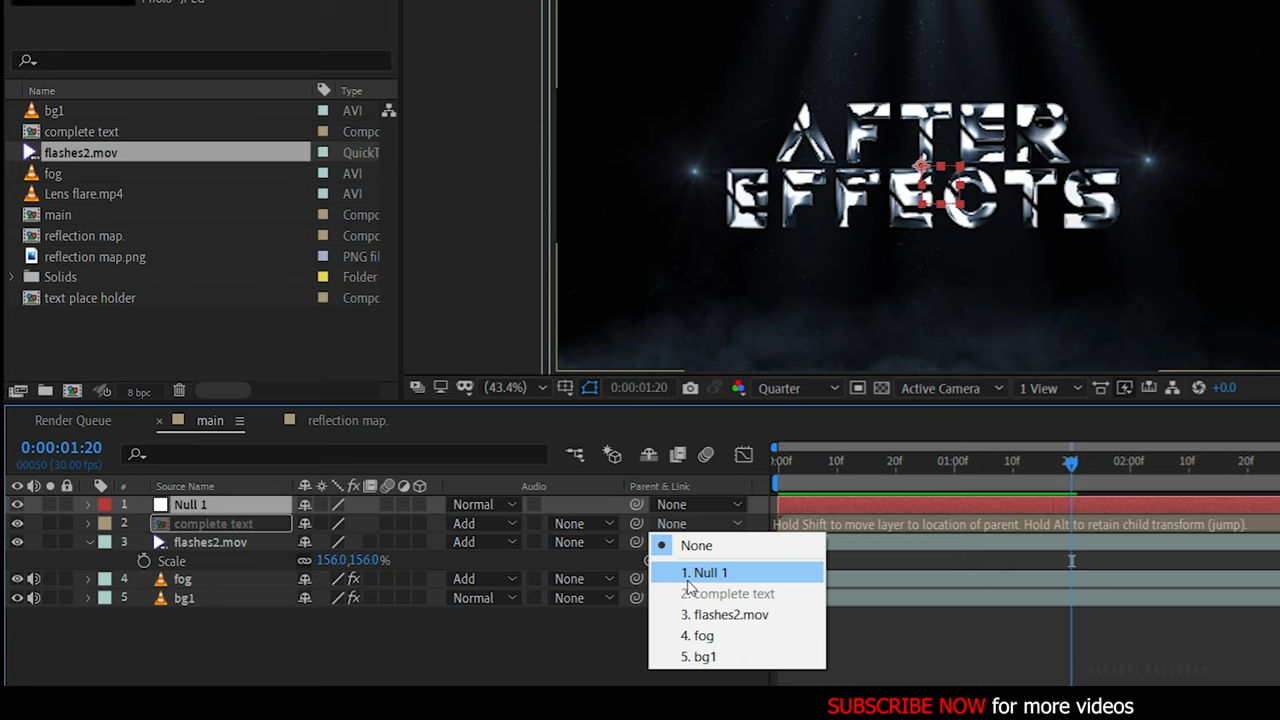 Photo - JPEG
Name
Type
bg1
AVI
complete text
Compc
flashes2.mov
QuickT
fog
AVI
Lens flare.mp4
AVI
main
Compc
reflection map.
Compc
reflection map.png
PNG fi
Solids
Folder
text place holder
Compc
AFTER
EFFECTS
8 bpc
(43.4%)
0:00:01:20
Quarter
Active Camera
1 View
+0.0
Render Queue
× main
reflection map.
0:00:01:20
00050 (30.00 fps)
0:00f
10f
20f
01:00f
10f
20f
02:00f
10f
20f
#
Source Name
fx
Audio
Parent & Link
1
Null 1
Normal
None
2
complete text
Add
None
None
Hold Shift to move layer to location of parent. Hold Alt to retain child transform (jump).
3
flashes2.mov
Add
None
None
Scale
156.0,156.0%
1. Null 1
4
fog
fx
Add
None
2. complete text
5
bg1
fx
Normal
None
3. flashes2.mov
4. fog
5. bg1
SUBSCRIBE NOW for more videos